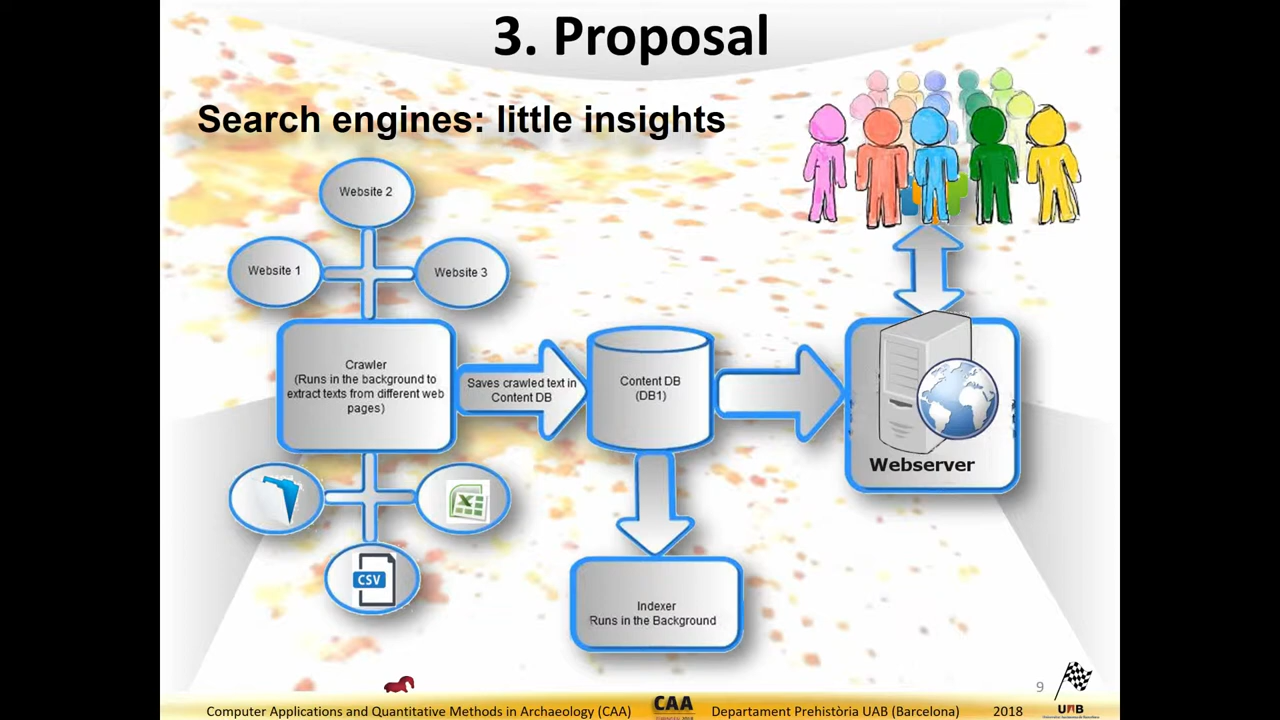 3. Proposal
Search engines: little insights
Website 2
Website 1
Website 3
Crawler
(Runs in the background to
extract texts from different web
pages)
Saves crawled text in
Content DB
Content DB
(DB1)
Webserver
CSV
Indexer
Runs in the Background
9
Computer Applications and Quantitative Methods in Archaeology (CAA)
CAA
Departament Prehistòria UAB (Barcelona)
2018
UAB